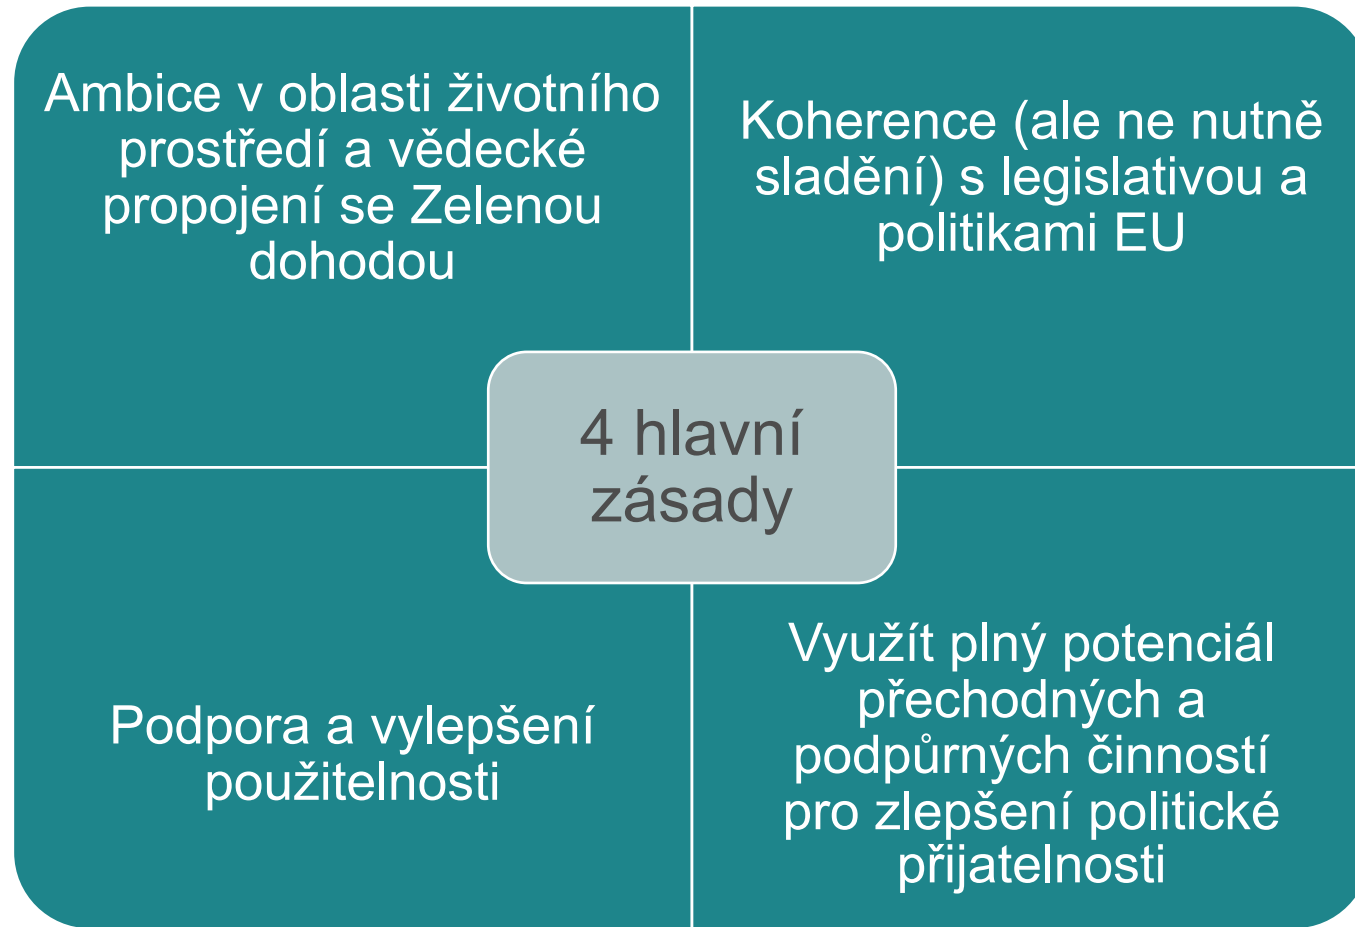 Ambice v oblasti životního
prostředí a vědecké
propojení se Zelenou
dohodou
Koherence (ale ne nutně
sladění) s legislativou a
politikami EU
4 hlavní
zásady
Podpora a vylepšení
použitelnosti
Využít plný potenciál
přechodných a
podpůrných činností
pro zlepšení politické
přijatelnosti